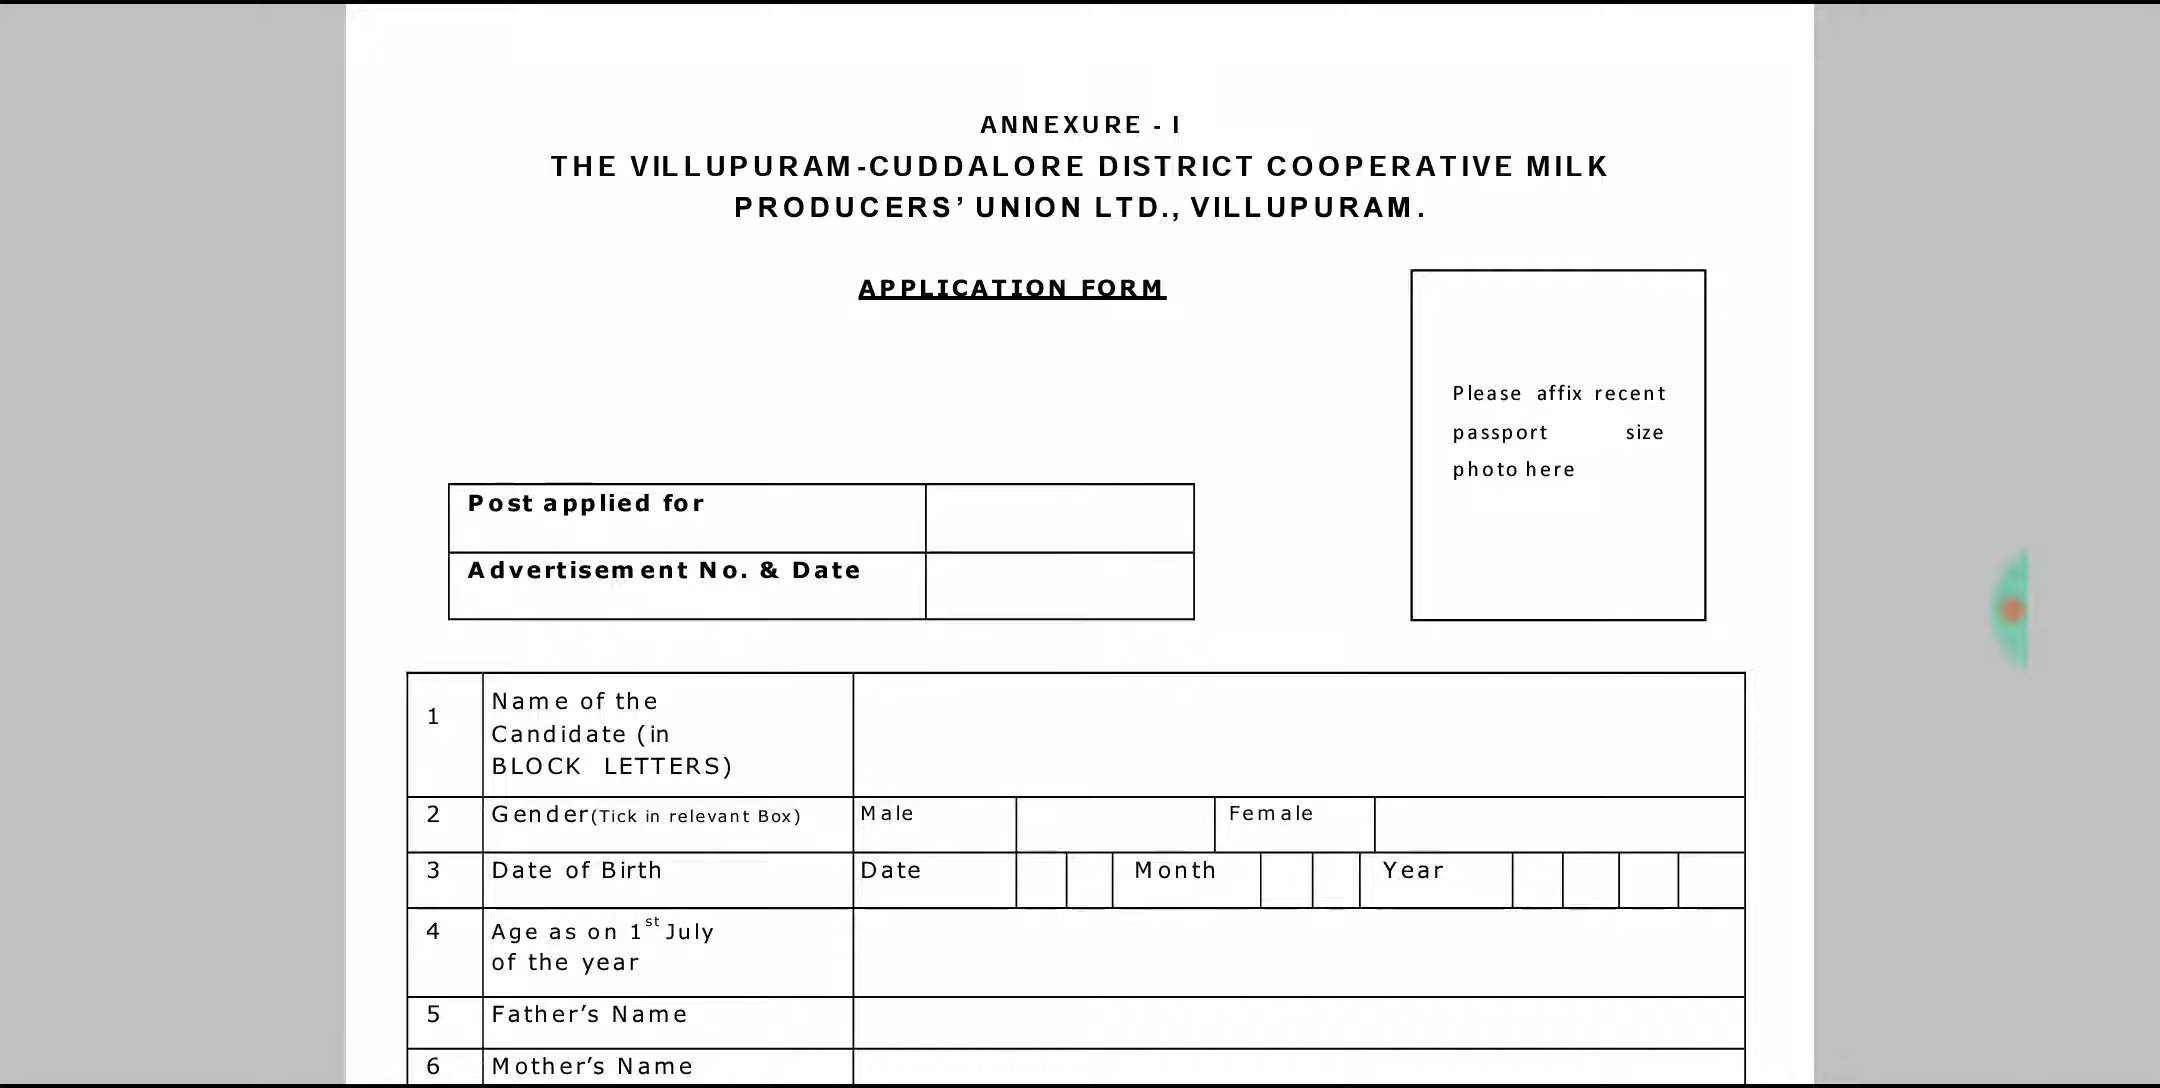 ANNEXURE - I
THE VILLUPURAM-CUDDALORE DISTRICT COOPERATIVE MILK
PRODUCERS’ UNION LTD., VILLUPURAM.
APPLICATION FORM
Please affix recent
passport size
photo here
Post applied for
Advertisement No. & Date
1 Name of the
Candidate (in
BLOCK LETTERS)
2 Gender(Tick in relevant Box) Male Female
3 Date of Birth Date Month Year
4 Age as on 1st July
of the year
5 Father’s Name
6 Mother’s Name